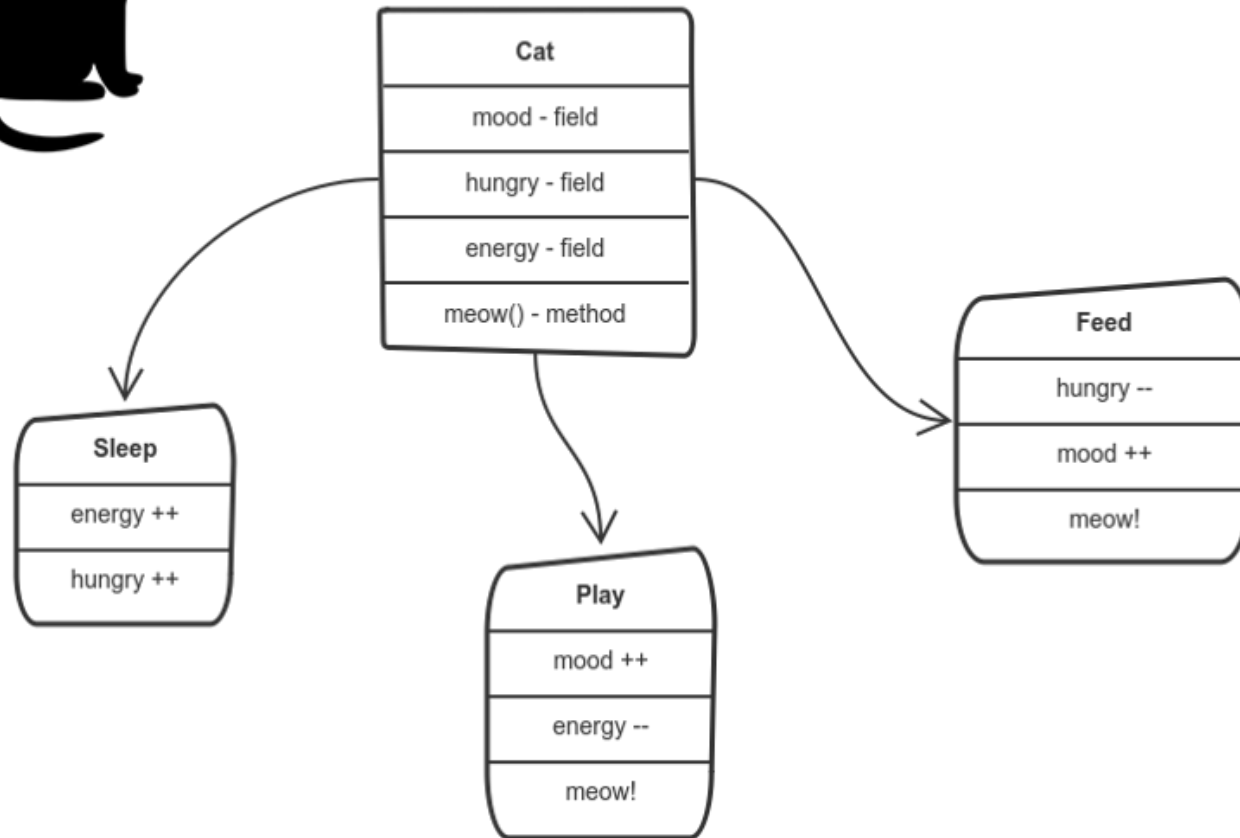 Cat
mood - field
hungry - field
energy - field
meow() - method
Sleep
energy ++
hungry ++
Play
mood ++
energy --
meow!
Feed
hungry --
mood ++
meow!